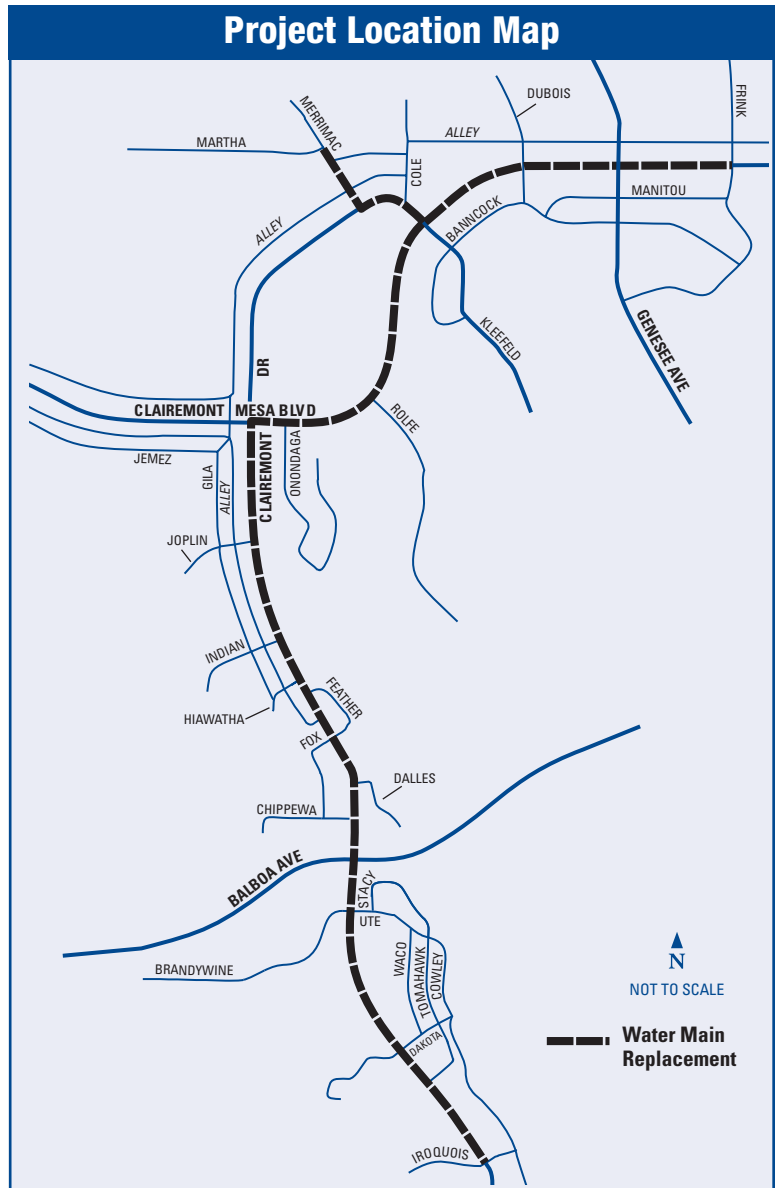 Project Location Map
DUBOIS
FRINK
MERRIMAC
MARTHA
ALLEY
COLE
MANITOU
BANNCOCK
ALLEY
KLEEFELD
GENESEE AVE
DR
CLAIREMONT MESA BLVD
ROLFE
JEMEZ
GILA
ALLEY
CLAIREMONT
ONONDAGA
JOPLIN
INDIAN
HIAWATHA
FEATHER
FOX
DALLES
CHIPPEWA
BALBOA AVE
STACY
UTE
BRANDYWINE
WACO
TOMAHAWK
COWLEY
DAKOTA
IROQUOIS
N
NOT TO SCALE
Water Main
Replacement